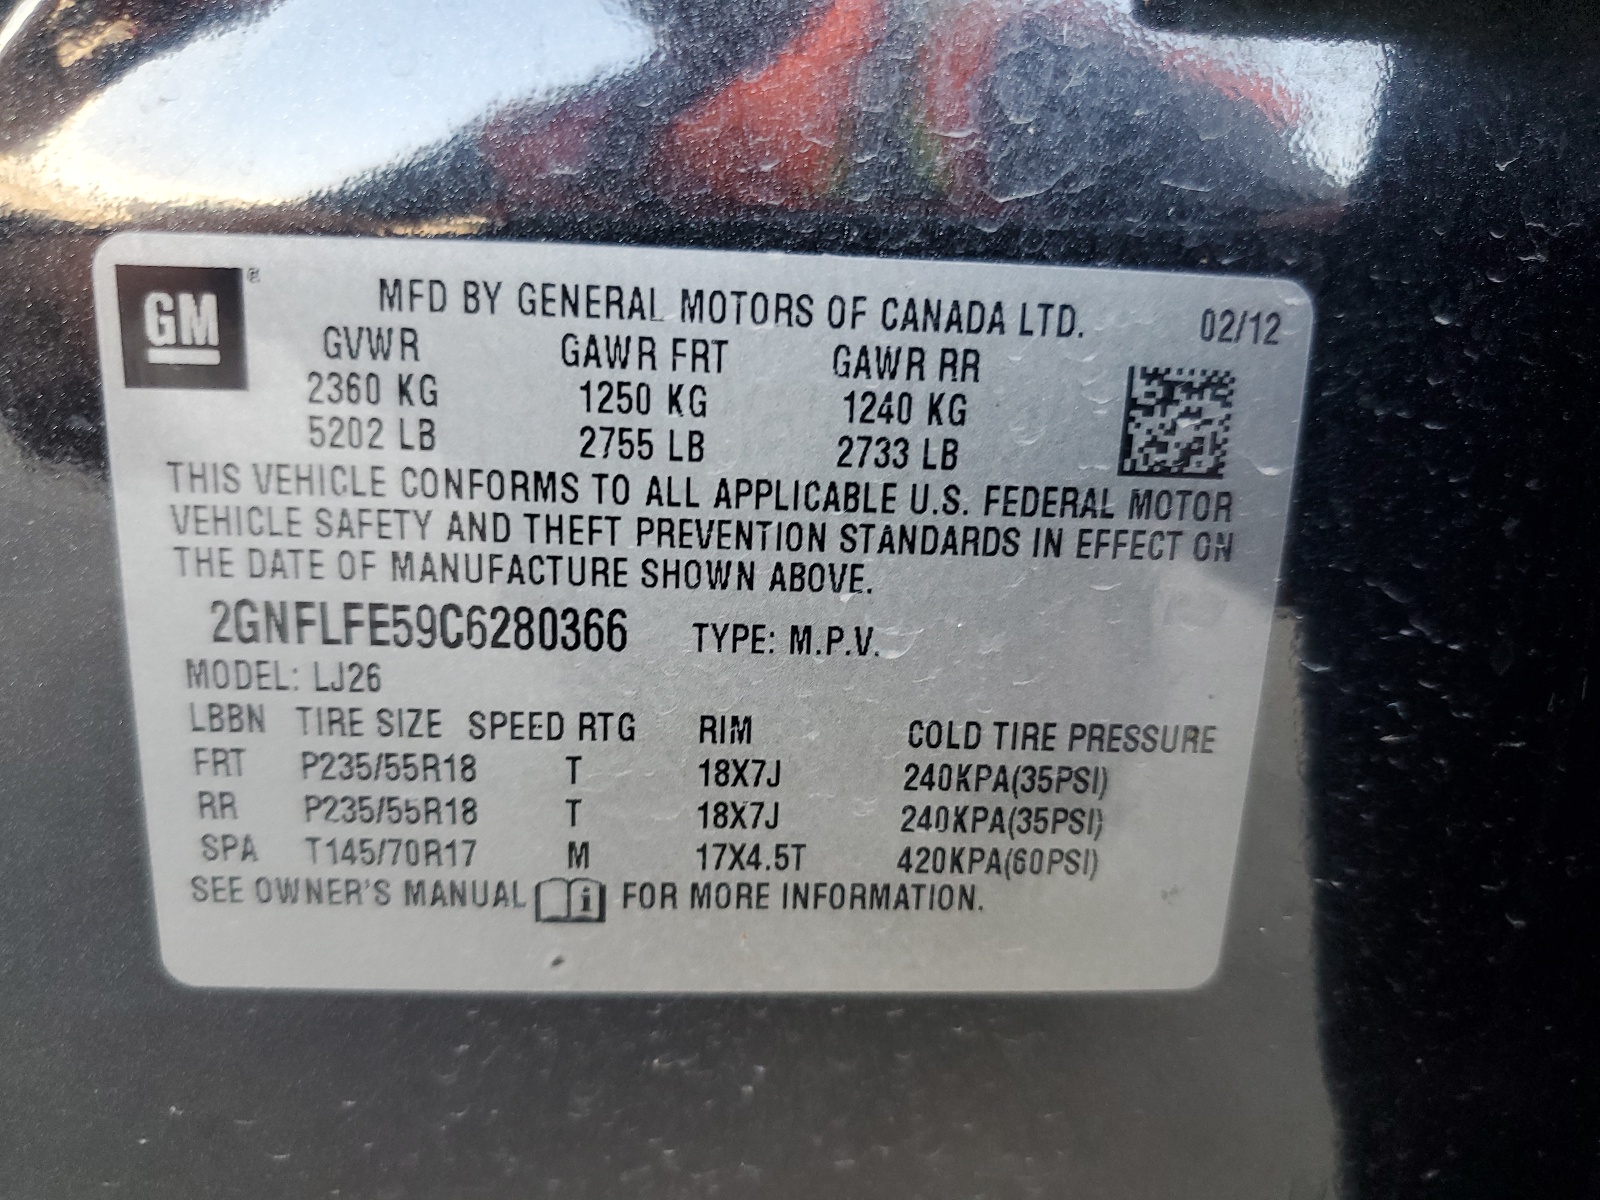 GM ®
MFD BY GENERAL MOTORS OF CANADA LTD. 02/12
GVWR GAWR FRT GAWR RR
2360 KG 1250 KG 1240 KG
5202 LB 2755 LB 2733 LB
THIS VEHICLE CONFORMS TO ALL APPLICABLE U.S. FEDERAL MOTOR
VEHICLE SAFETY AND THEFT PREVENTION STANDARDS IN EFFECT ON
THE DATE OF MANUFACTURE SHOWN ABOVE.
2GNFLFE59C6280366 TYPE: M.P.V.
MODEL: LJ26
LBBN TIRE SIZE SPEED RTG RIM COLD TIRE PRESSURE
FRT P235/55R18 T 18X7J 240KPA(35PSI)
RR P235/55R18 T 18X7J 240KPA(35PSI)
SPA T145/70R17 M 17X4.5T 420KPA(60PSI)
SEE OWNER'S MANUAL i FOR MORE INFORMATION.